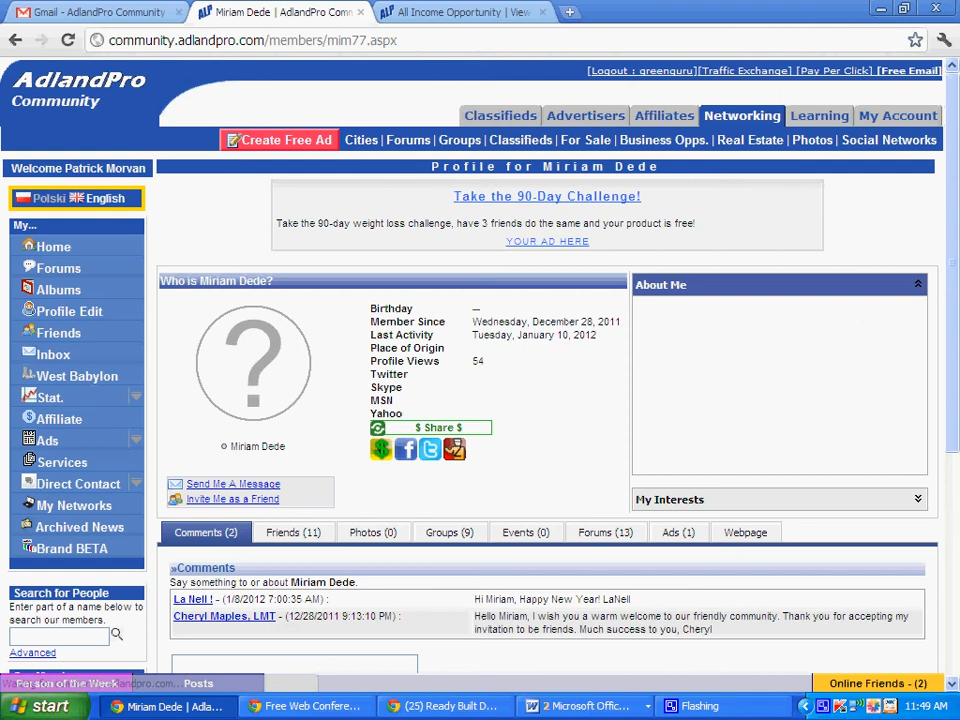 Gmail - AdlandPro Community
Miriam Dede | AdlandPro Comm
All Income Opportunity | View
community.adlandpro.com/members/mim77.aspx
AdlandPro
Community
[Logout : greenguru][Traffic Exchange] [Pay Per Click] [Free Email]
Classifieds Advertisers Affiliates Networking Learning My Account
Create Free Ad Cities | Forums | Groups | Classifieds | For Sale | Business Opp. | Real Estate | Photos | Social Networks
Welcome Patrick Morvan
Profile for Miriam Dede
Polski English
Take the 90-Day Challenge!
Take the 90-day weight loss challenge, have 3 friends do the same and your product is free!
YOUR AD HERE
My...
Home
Forums
Albums
Profile Edit
Friends
Inbox
West Babylon
Stat.
Affiliate
Ads
Services
Direct Contact
My Networks
Archived News
Brand BETA
Who is Miriam Dede?
?
Miriam Dede
Birthday --
Member Since Wednesday, December 28, 2011
Last Activity Tuesday, January 10, 2012
Place of Origin
Profile Views 54
Twitter
Skype
MSN
Yahoo
$ Share $
Send Me A Message
Invite Me as a Friend
About Me
My Interests
Comments (2) Friends (11) Photos (0) Groups (9) Events (0) Forums (13) Ads (1) Webpage
»Comments
Say something to or about Miriam Dede.
La Nell ! - (1/8/2012 7:00:35 AM) : Hi Miriam, Happy New Year! LaNell
Cheryl Maples, LMT - (12/28/2011 9:13:10 PM) : Hello Miriam, I wish you a warm welcome to our friendly community. Thank you for accepting my
invitation to be friends. Much success to you, Cheryl
Search for People
Enter part of a name below to
search our members.
Advanced
Person of the Week
Posts
Online Friends - (2)
start
Miriam Dede | Adla...
Free Web Confere...
(25) Ready Built D...
2 Microsoft Office...
Flashing
11:49 AM